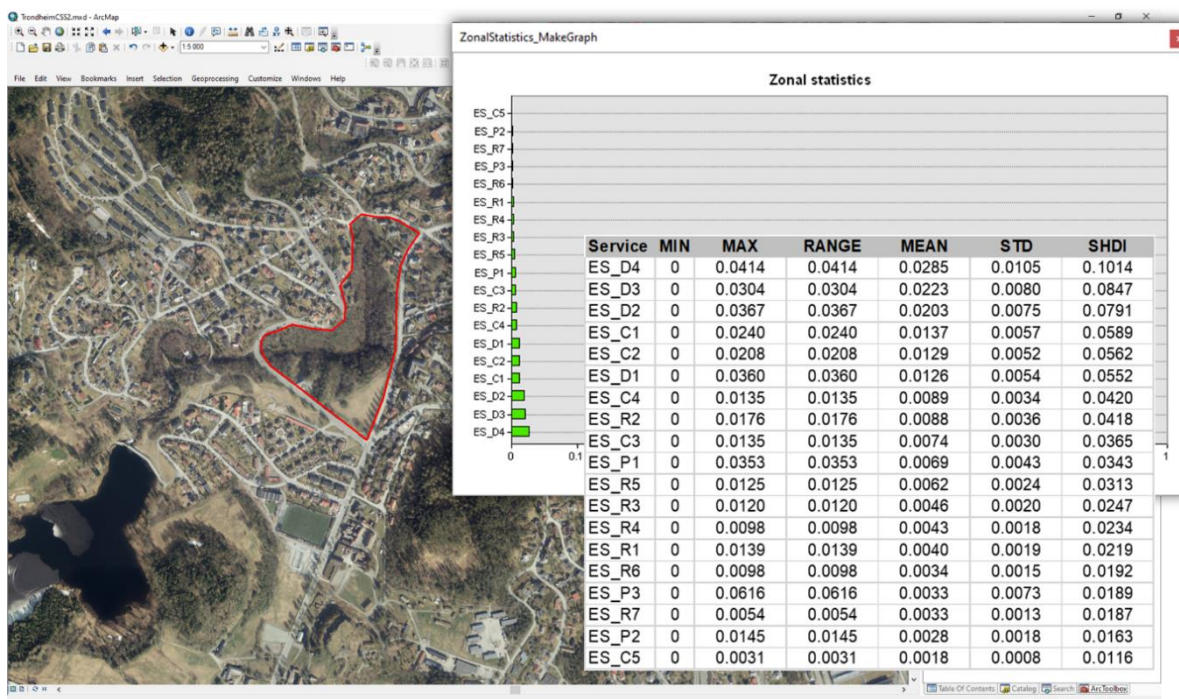 TrondheimCSS2.mxd - ArcMap
1:5 000
File Edit View Bookmarks Insert Selection Geoprocessing Customize Windows Help
ZonalStatistics_MakeGraph
Zonal statistics
ES_C5
ES_P2
ES_R7
ES_P3
ES_R6
ES_R1
ES_R4
ES_R3
ES_R5
ES_P1
ES_C3
ES_R2
ES_C4
ES_D1
ES_C2
ES_C1
ES_D2
ES_D3
ES_D4
0 0.1 1
Service MIN MAX RANGE MEAN STD SHDI
ES_D4 0 0.0414 0.0414 0.0285 0.0105 0.1014
ES_D3 0 0.0304 0.0304 0.0223 0.0080 0.0847
ES_D2 0 0.0367 0.0367 0.0203 0.0075 0.0791
ES_C1 0 0.0240 0.0240 0.0137 0.0057 0.0589
ES_C2 0 0.0208 0.0208 0.0129 0.0052 0.0562
ES_D1 0 0.0360 0.0360 0.0126 0.0054 0.0552
ES_C4 0 0.0135 0.0135 0.0089 0.0034 0.0420
ES_R2 0 0.0176 0.0176 0.0088 0.0036 0.0418
ES_C3 0 0.0135 0.0135 0.0074 0.0030 0.0365
ES_P1 0 0.0353 0.0353 0.0069 0.0043 0.0343
ES_R5 0 0.0125 0.0125 0.0062 0.0024 0.0313
ES_R3 0 0.0120 0.0120 0.0046 0.0020 0.0247
ES_R4 0 0.0098 0.0098 0.0043 0.0018 0.0234
ES_R1 0 0.0139 0.0139 0.0040 0.0019 0.0219
ES_R6 0 0.0098 0.0098 0.0034 0.0015 0.0192
ES_P3 0 0.0616 0.0616 0.0033 0.0073 0.0189
ES_R7 0 0.0054 0.0054 0.0033 0.0013 0.0187
ES_P2 0 0.0145 0.0145 0.0028 0.0018 0.0163
ES_C5 0 0.0031 0.0031 0.0018 0.0008 0.0116
Table Of Contents Catalog Search ArcToolbox